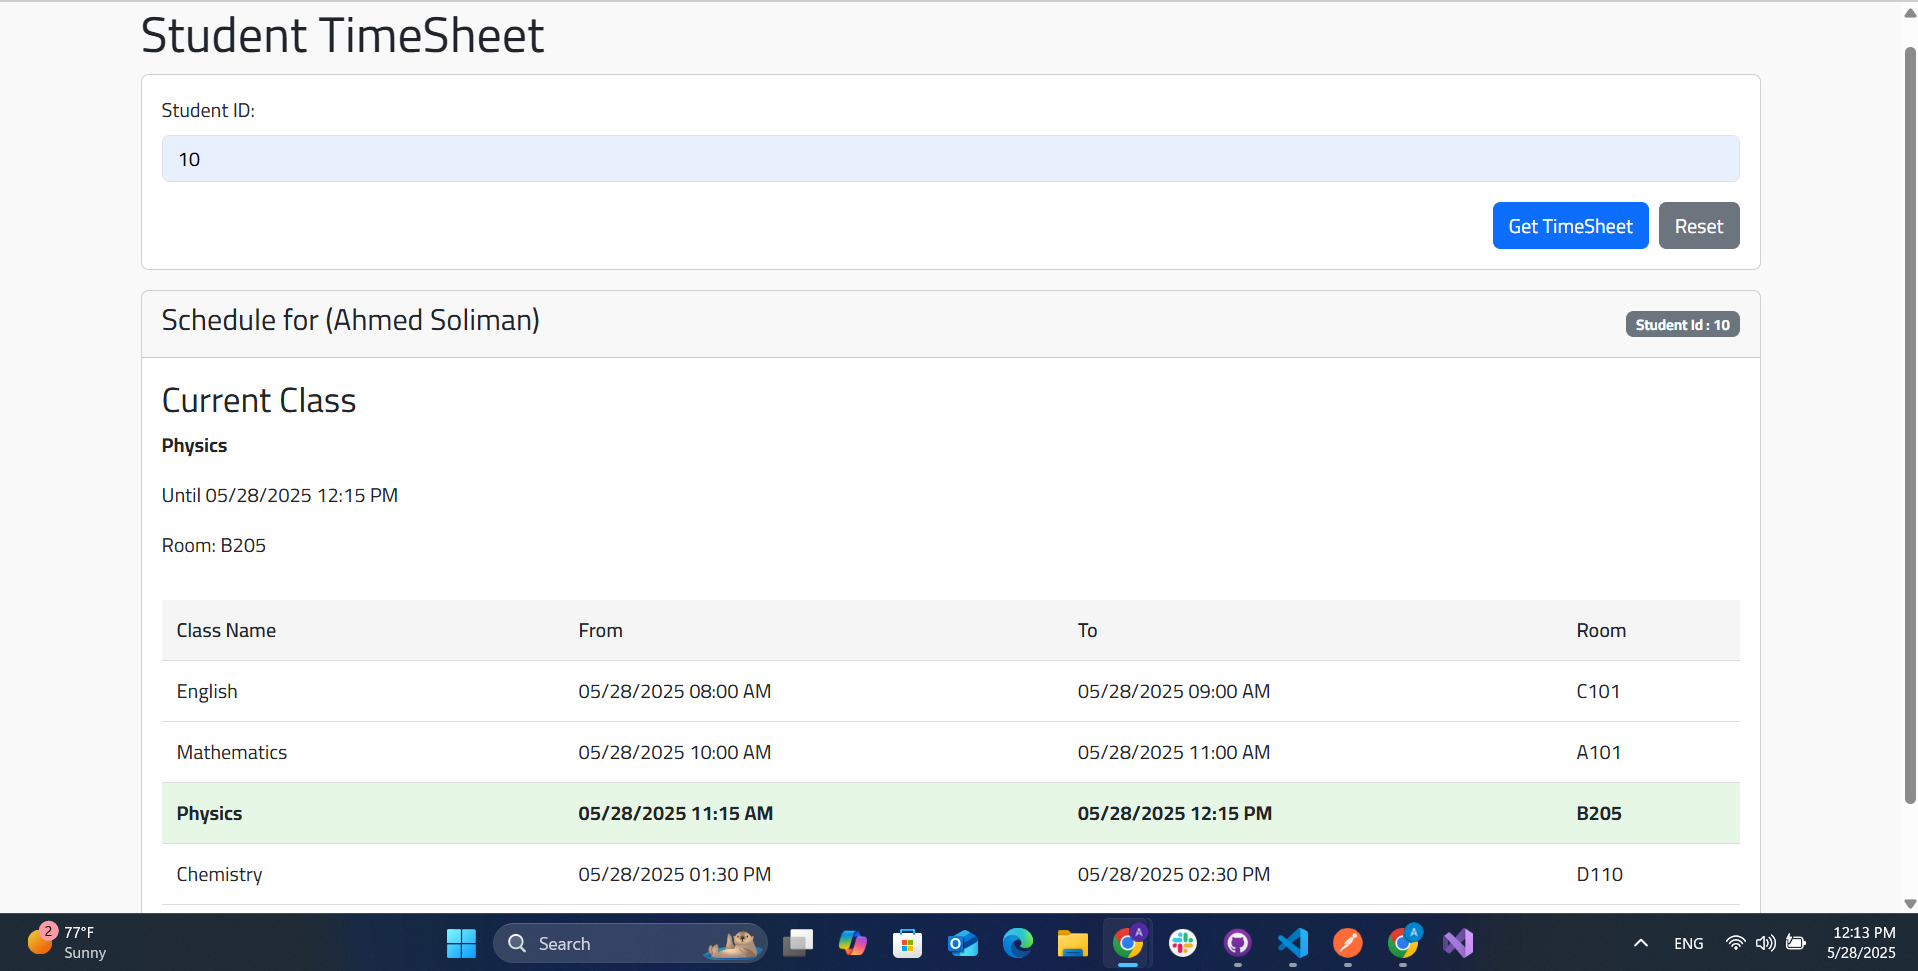 Student TimeSheet
Student ID:
10
Get TimeSheet Reset
Schedule for (Ahmed Soliman) Student Id : 10
Current Class
Physics
Until 05/28/2025 12:15 PM
Room: B205
Class Name From To Room
English 05/28/2025 08:00 AM 05/28/2025 09:00 AM C101
Mathematics 05/28/2025 10:00 AM 05/28/2025 11:00 AM A101
Physics 05/28/2025 11:15 AM 05/28/2025 12:15 PM B205
Chemistry 05/28/2025 01:30 PM 05/28/2025 02:30 PM D110
2 77°F
Sunny
Search
A
A
ENG
12:13 PM
5/28/2025